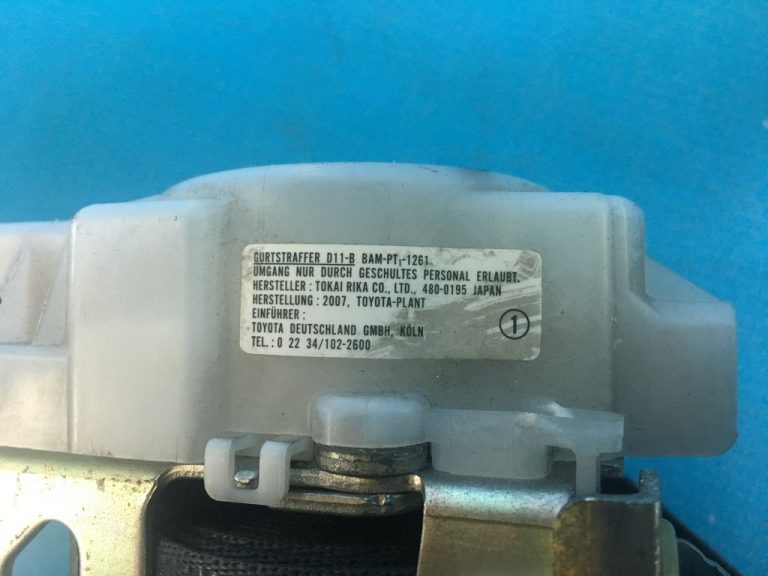 GURTSTRAFFER D11-B BAM-PT₁-1261
UMGANG NUR DURCH GESCHULTES PERSONAL ERLAUBT.
HERSTELLER : TOKAI RIKA CO., LTD., 480-0195 JAPAN
HERSTELLUNG : 2007, TOYOTA-PLANT
EINFÜHRER :
TOYOTA DEUTSCHLAND GMBH, KÖLN
TEL. : 0 22 34/102-2600
①